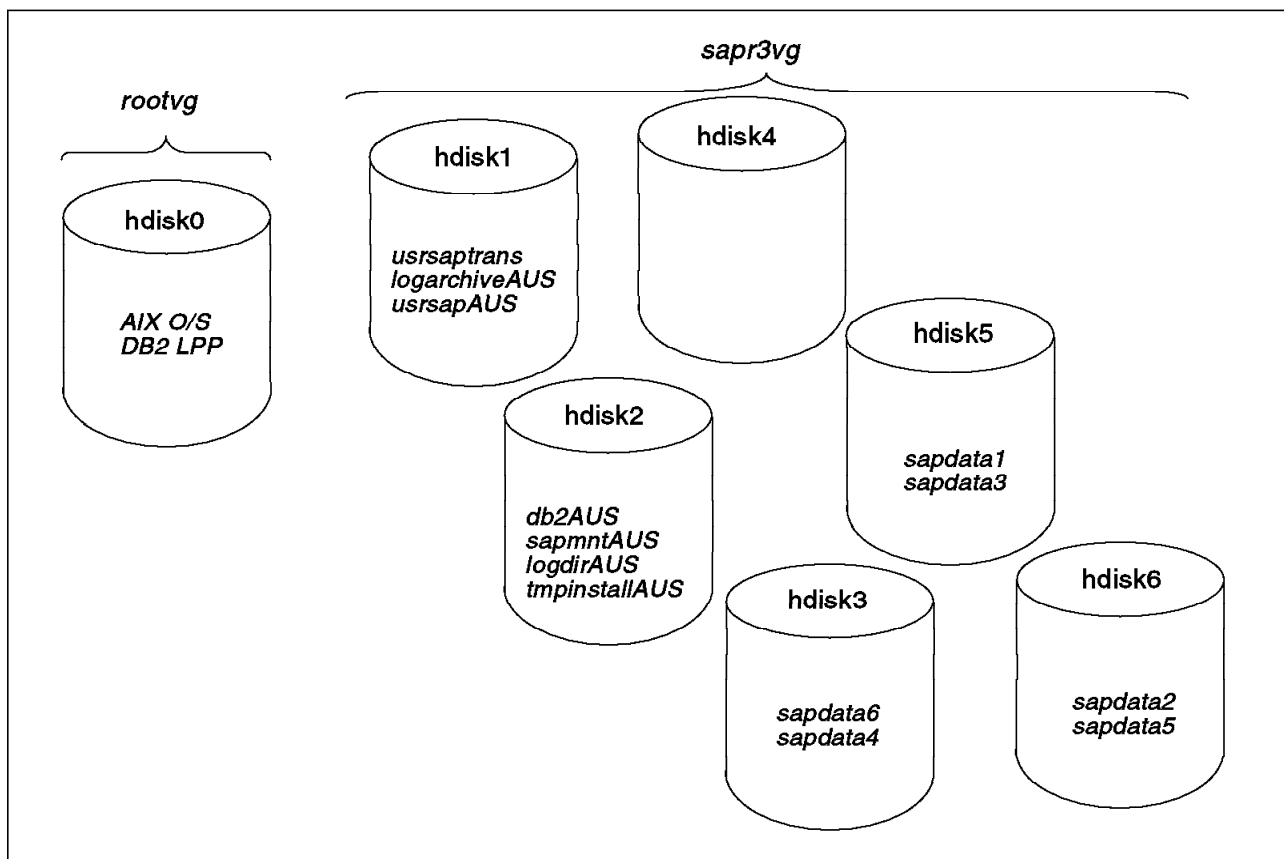 sapr3vg
rootvg
hdisk4
hdisk1
hdisk0
usrsaptrans
logarchiveAUS
usrsapAUS
AIX O/S
DB2 LPP
hdisk5
hdisk2
sapdata1
sapdata3
db2AUS
sapmntAUS
logdirAUS
tmpinstallAUS
hdisk6
hdisk3
sapdata2
sapdata5
sapdata6
sapdata4